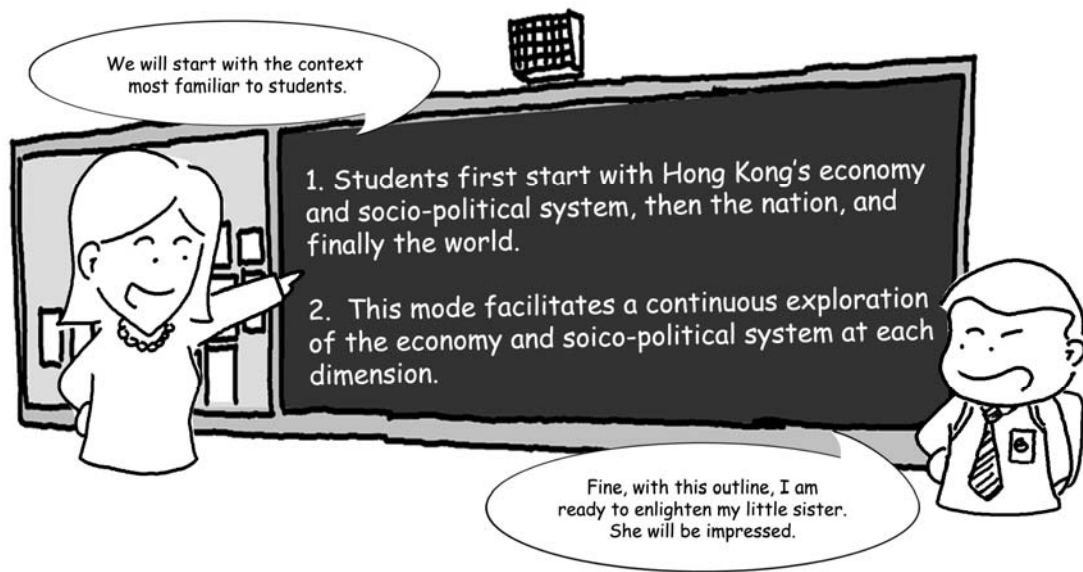 We will start with the context
most familiar to students.
1. Students first start with Hong Kong's economy
and socio-political system, then the nation, and
finally the world.
2. This mode facilitates a continuous exploration
of the economy and soico-political system at each
dimension.
Fine, with this outline, I am
ready to enlighten my little sister.
She will be impressed.